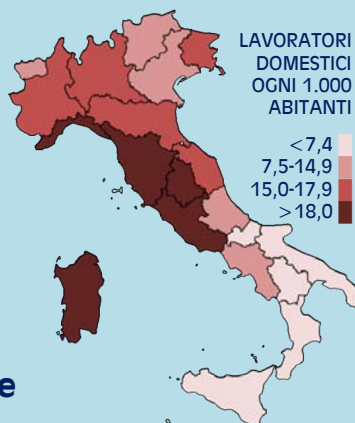 LAVORATORI
DOMESTICI
OGNI 1.000
ABITANTI
<7,4
7,5-14,9
15,0-17,9
>18,0
e